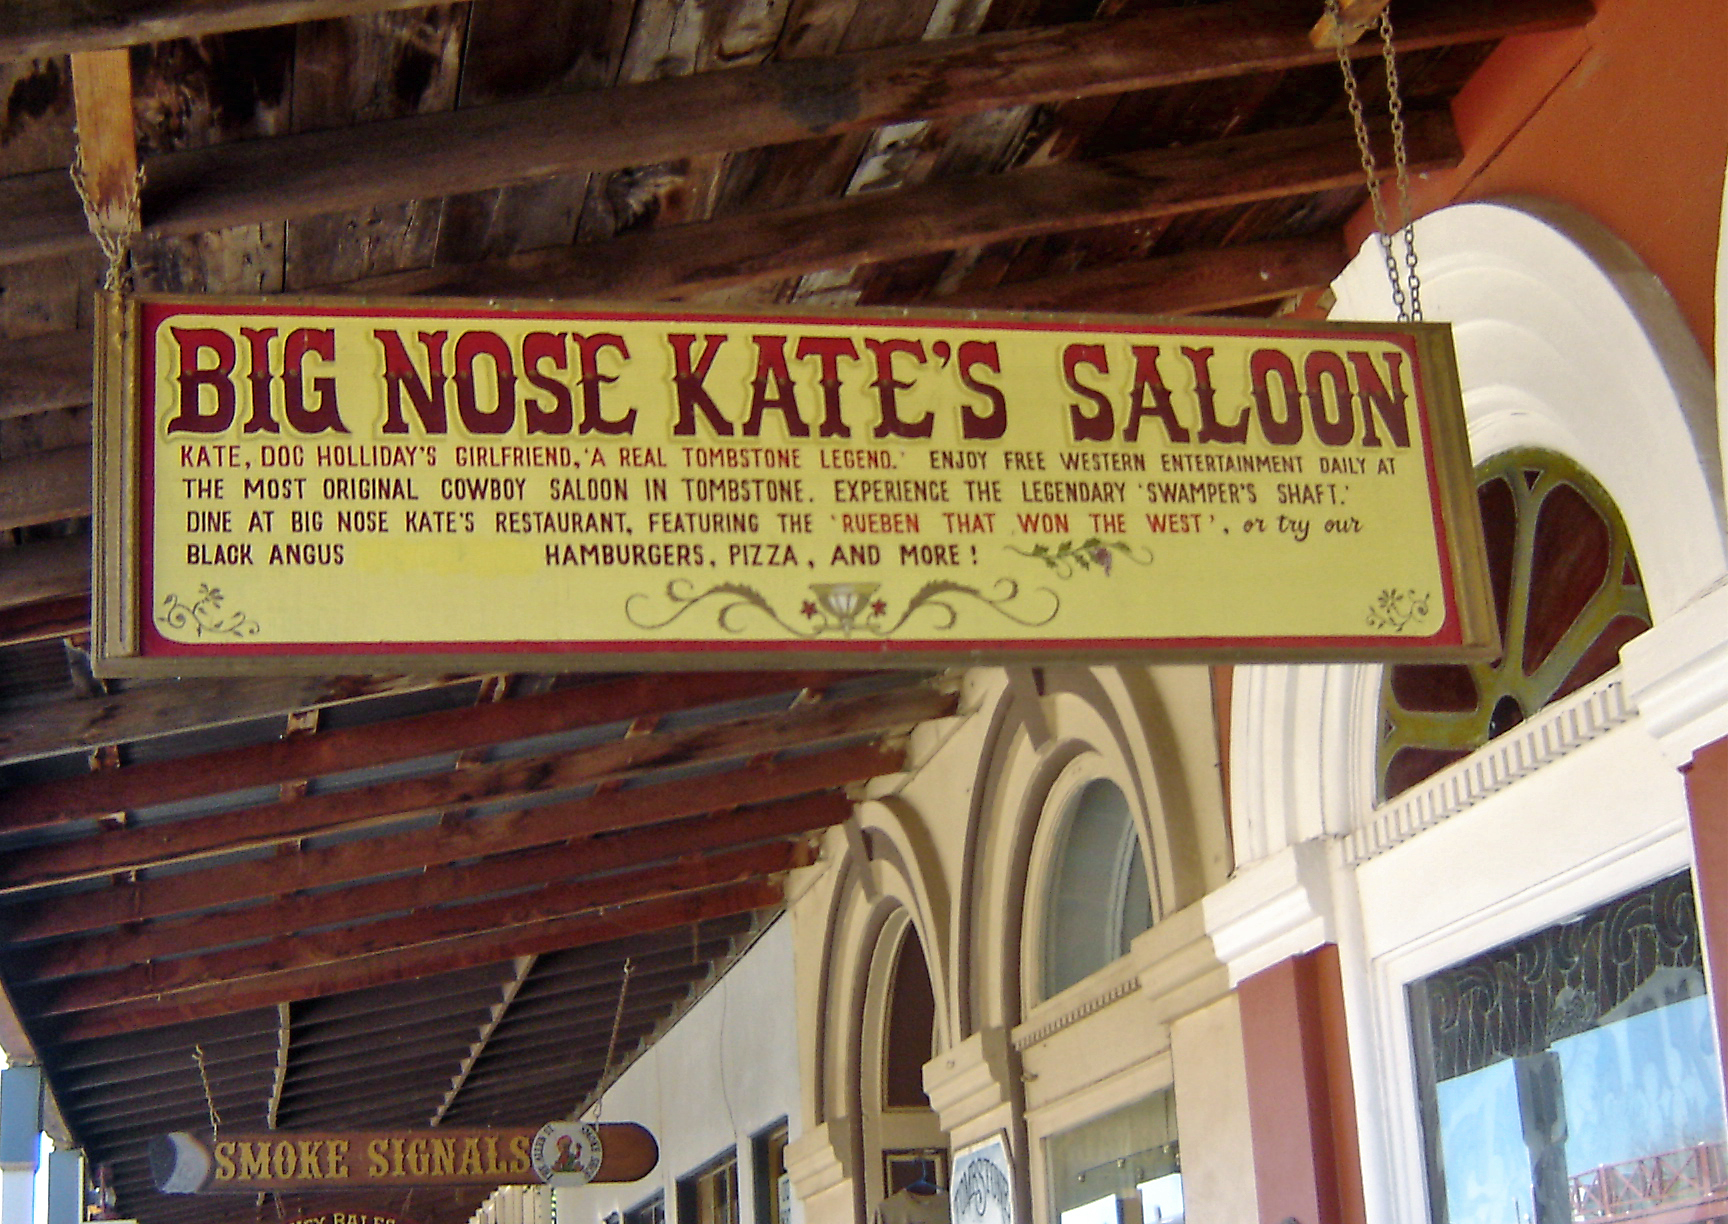 BIG NOSE KATE'S SALOON
KATE, DOC HOLLIDAY'S GIRLFRIEND, 'A REAL TOMBSTONE LEGEND.' ENJOY FREE WESTERN ENTERTAINMENT DAILY AT
THE MOST ORIGINAL COWBOY SALOON IN TOMBSTONE. EXPERIENCE THE LEGENDARY 'SWAMPER'S SHAFT.'
DINE AT BIG NOSE KATE'S RESTAURANT, FEATURING THE 'RUEBEN THAT WON THE WEST', or try our
BLACK ANGUS HAMBURGERS, PIZZA, AND MORE!
SMOKE SIGNALS